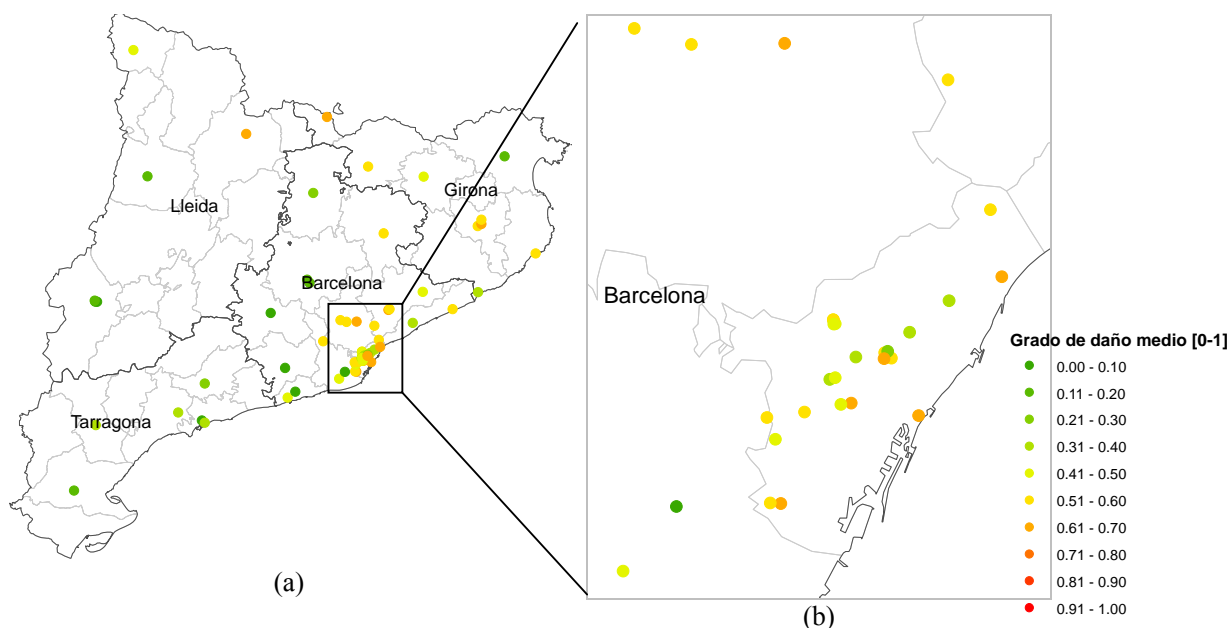 Girona
Lleida
Barcelona
Tarragona
(a)
Barcelona
Grado de daño medio [0-1]
0.00 - 0.10
0.11 - 0.20
0.21 - 0.30
0.31 - 0.40
0.41 - 0.50
0.51 - 0.60
0.61 - 0.70
0.71 - 0.80
0.81 - 0.90
0.91 - 1.00
(b)